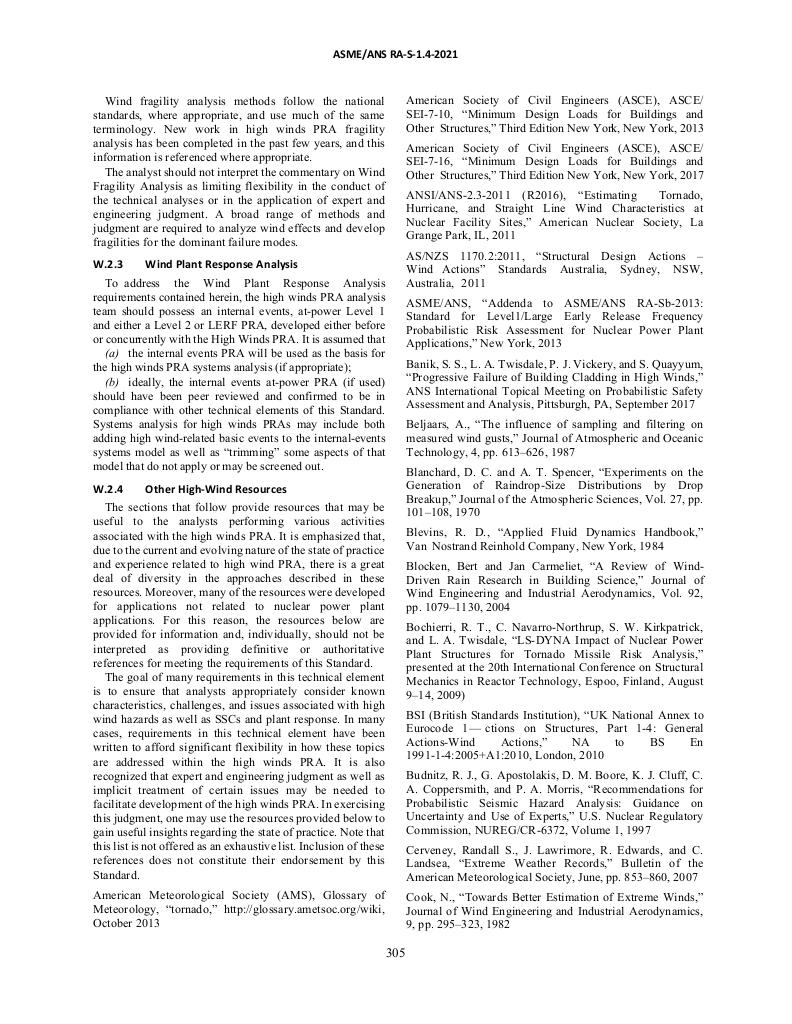 ASME/ANS RA-S-1.4-2021
Wind fragility analysis methods follow the national
standards, where appropriate, and use much of the same
terminology. New work in high winds PRA fragility
analysis has been completed in the past few years, and this
information is referenced where appropriate.
The analyst should not interpret the commentary on Wind
Fragility Analysis as limiting flexibility in the conduct of
the technical analyses or in the application of expert and
engineering judgment. A broad range of methods and
judgment are required to analyze wind effects and develop
fragilities for the dominant failure modes.
W.2.3 Wind Plant Response Analysis
To address the Wind Plant Response Analysis
requirements contained herein, the high winds PRA analysis
team should possess an internal events, at-power Level 1
and either a Level 2 or LERF PRA, developed either before
or concurrently with the High Winds PRA. It is assumed that
(a) the internal events PRA will be used as the basis for
the high winds PRA systems analysis (if appropriate);
(b) ideally, the internal events at-power PRA (if used)
should have been peer reviewed and confirmed to be in
compliance with other technical elements of this Standard.
Systems analysis for high winds PRAs may include both
adding high wind-related basic events to the internal-events
systems model as well as “trimming” some aspects of that
model that do not apply or may be screened out.
W.2.4 Other High-Wind Resources
The sections that follow provide resources that may be
useful to the analysts performing various activities
associated with the high winds PRA. It is emphasized that,
due to the current and evolving nature of the state of practice
and experience related to high wind PRA, there is a great
deal of diversity in the approaches described in these
resources. Moreover, many of the resources were developed
for applications not related to nuclear power plant
applications. For this reason, the resources below are
provided for information and, individually, should not be
interpreted as providing definitive or authoritative
references for meeting the requirements of this Standard.
The goal of many requirements in this technical element
is to ensure that analysts appropriately consider known
characteristics, challenges, and issues associated with high
wind hazards as well as SSCs and plant response. In many
cases, requirements in this technical element have been
written to afford significant flexibility in how these topics
are addressed within the high winds PRA. It is also
recognized that expert and engineering judgment as well as
implicit treatment of certain issues may be needed to
facilitate development of the high winds PRA. In exercising
this judgment, one may use the resources provided below to
gain useful insights regarding the state of practice. Note that
this list is not offered as an exhaustive list. Inclusion of these
references does not constitute their endorsement by this
Standard.
American Meteorological Society (AMS), Glossary of
Meteorology, “tornado,” http://glossary.ametsoc.org/wiki,
October 2013
American Society of Civil Engineers (ASCE), ASCE/
SEI-7-10, “Minimum Design Loads for Buildings and
Other Structures,” Third Edition New York, New York, 2013
American Society of Civil Engineers (ASCE), ASCE/
SEI-7-16, “Minimum Design Loads for Buildings and
Other Structures,” Third Edition New York, New York, 2017
ANSI/ANS-2.3-2011 (R2016), “Estimating Tornado,
Hurricane, and Straight Line Wind Characteristics at
Nuclear Facility Sites,” American Nuclear Society, La
Grange Park, IL, 2011
AS/NZS 1170.2:2011, “Structural Design Actions –
Wind Actions” Standards Australia, Sydney, NSW,
Australia, 2011
ASME/ANS, “Addenda to ASME/ANS RA-Sb-2013:
Standard for Level1/Large Early Release Frequency
Probabilistic Risk Assessment for Nuclear Power Plant
Applications,” New York, 2013
Banik, S. S., L. A. Twisdale, P. J. Vickery, and S. Quayyum,
“Progressive Failure of Building Cladding in High Winds,”
ANS International Topical Meeting on Probabilistic Safety
Assessment and Analysis, Pittsburgh, PA, September 2017
Beljaars, A., “The influence of sampling and filtering on
measured wind gusts,” Journal of Atmospheric and Oceanic
Technology, 4, pp. 613–626, 1987
Blanchard, D. C. and A. T. Spencer, “Experiments on the
Generation of Raindrop-Size Distributions by Drop
Breakup,” Journal of the Atmospheric Sciences, Vol. 27, pp.
101–108, 1970
Blevins, R. D., “Applied Fluid Dynamics Handbook,”
Van Nostrand Reinhold Company, New York, 1984
Blocken, Bert and Jan Carmeliet, “A Review of Wind-
Driven Rain Research in Building Science,” Journal of
Wind Engineering and Industrial Aerodynamics, Vol. 92,
pp. 1079–1130, 2004
Bochierri, R. T., C. Navarro-Northrup, S. W. Kirkpatrick,
and L. A. Twisdale, “LS-DYNA Impact of Nuclear Power
Plant Structures for Tornado Missile Risk Analysis,”
presented at the 20th International Conference on Structural
Mechanics in Reactor Technology, Espoo, Finland, August
9–14, 2009)
BSI (British Standards Institution), “UK National Annex to
Eurocode 1— ctions on Structures, Part 1-4: General
Actions-Wind Actions,” NA to BS En
1991-1-4:2005+A1:2010, London, 2010
Budnitz, R. J., G. Apostolakis, D. M. Boore, K. J. Cluff, C.
A. Coppersmith, and P. A. Morris, “Recommendations for
Probabilistic Seismic Hazard Analysis: Guidance on
Uncertainty and Use of Experts,” U.S. Nuclear Regulatory
Commission, NUREG/CR-6372, Volume 1, 1997
Cerveney, Randall S., J. Lawrimore, R. Edwards, and C.
Landsea, “Extreme Weather Records,” Bulletin of the
American Meteorological Society, June, pp. 853–860, 2007
Cook, N., “Towards Better Estimation of Extreme Winds,”
Journal of Wind Engineering and Industrial Aerodynamics,
9, pp. 295–323, 1982
305